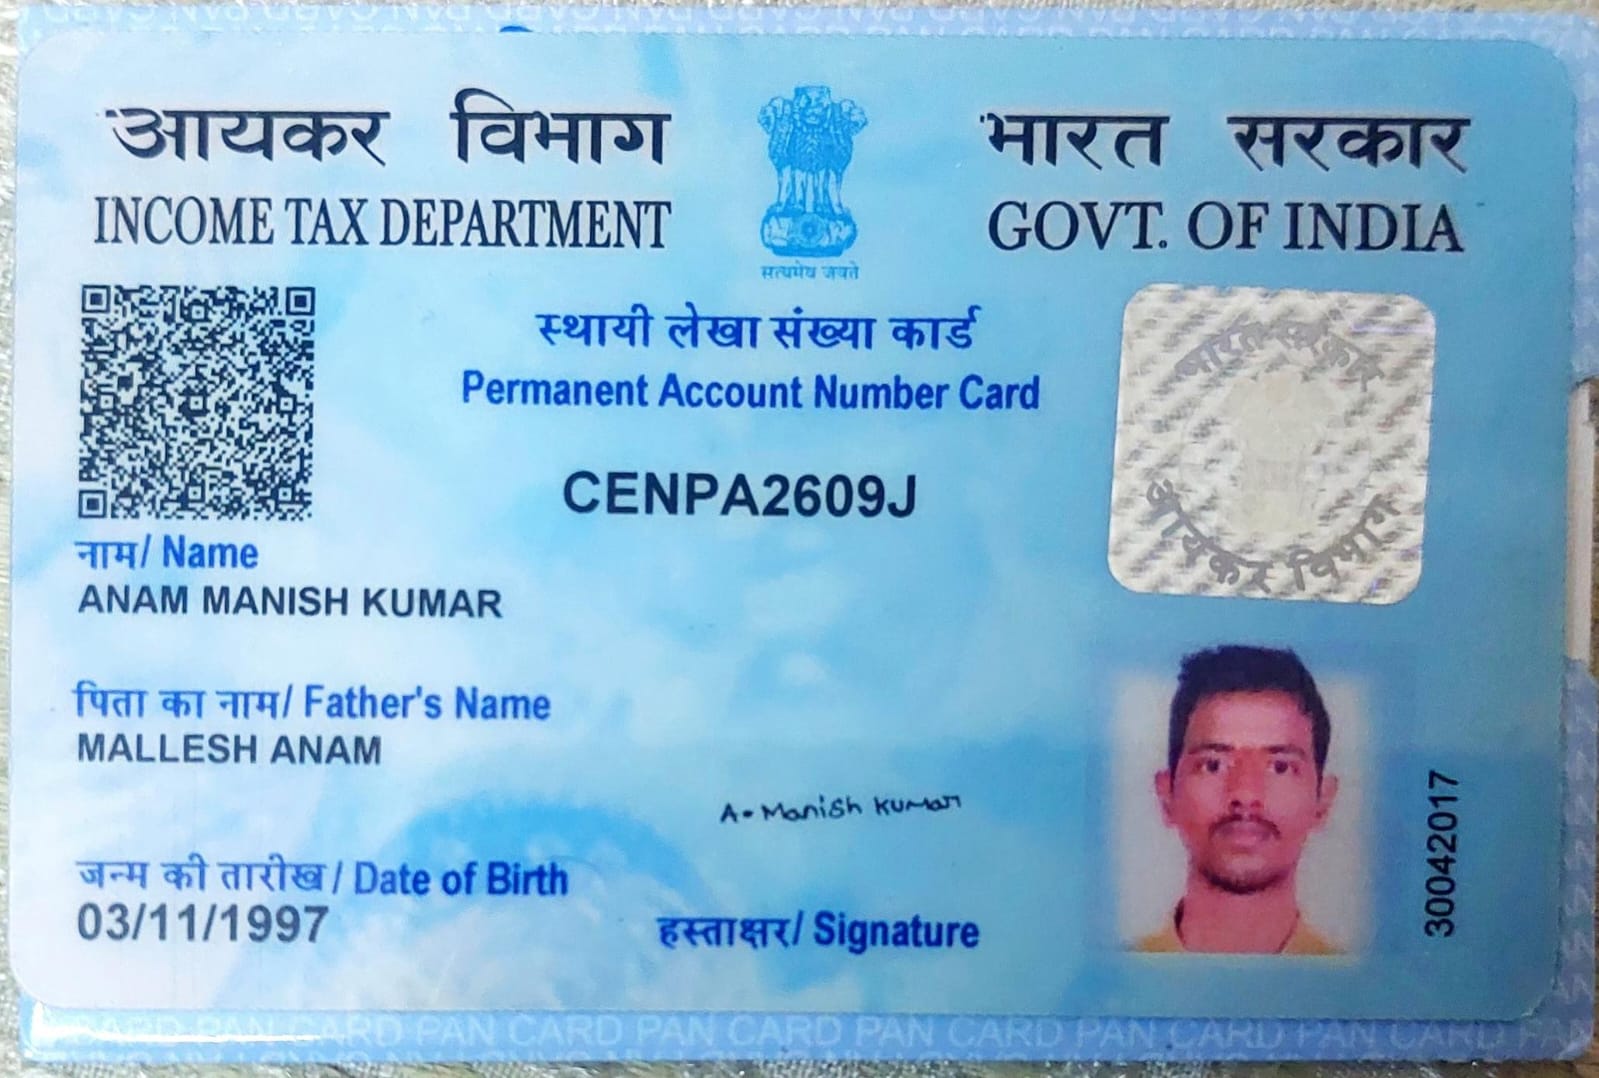 आयकर विभाग
INCOME TAX DEPARTMENT
सत्यमेव जयते
भारत सरकार
GOVT. OF INDIA
स्थायी लेखा संख्या कार्ड
Permanent Account Number Card
CENPA2609J
भारत सरकार
आयकर विभाग
नाम/ Name
ANAM MANISH KUMAR
पिता का नाम/ Father's Name
MALLESH ANAM
A. Manish Kumar
जन्म की तारीख/ Date of Birth
03/11/1997
हस्ताक्षर/ Signature
30042017
CARD PAN CARD PAN CARD PAN CARD PAN CARD PAN CARD PAN CARD